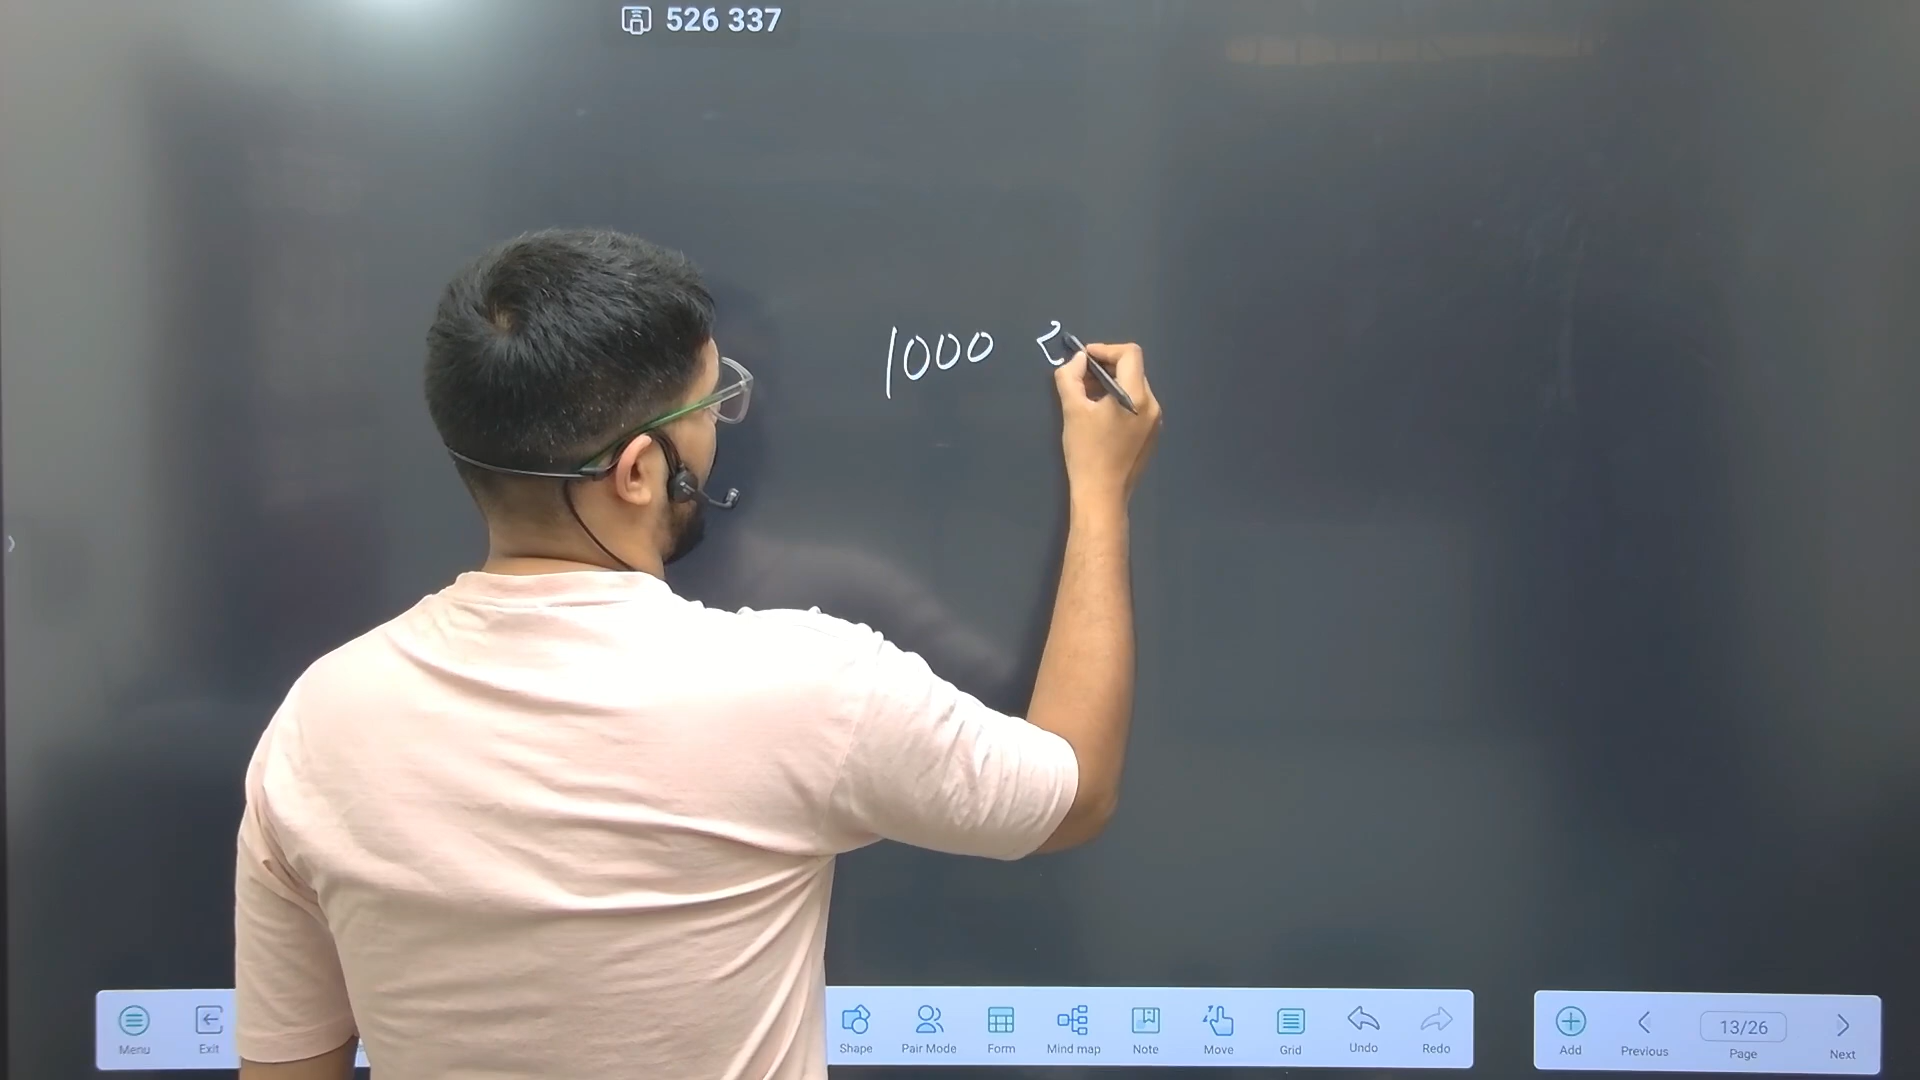 526 337
1000 2
Menu Exit Shape Pair Mode Form Mind map Note Move Grid Undo Redo Add Previous 13/26 Page Next